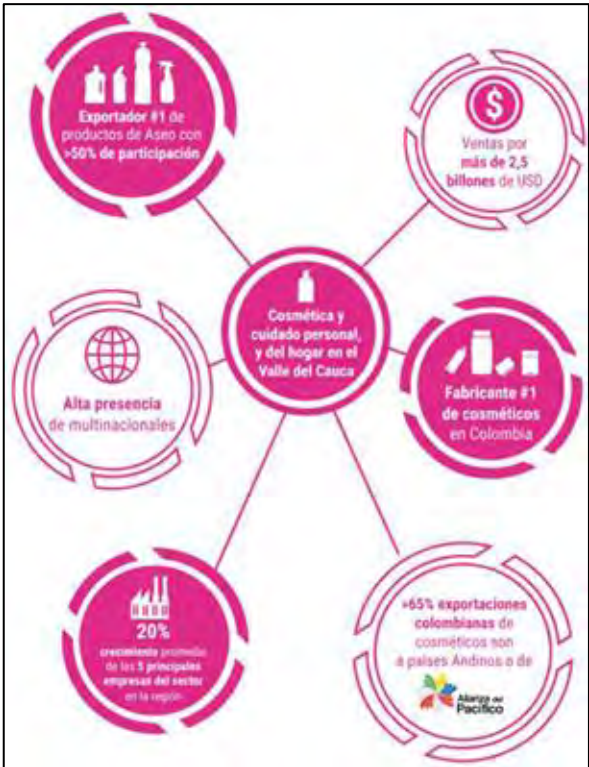 Exportador #1 de
productos de Aseo con
>50% de participación
$
Ventas por
más de 2,5
billones de USD
Cosmética y
cuidado personal,
y del hogar en el
Valle del Cauca
Alta presencia
de multinacionales
Fabricante #1
de cosméticos
en Colombia
20%
crecimiento promedio
de las 5 principales
empresas del sector
en la región
>65% exportaciones
colombianas de
cosméticos son
a países Andinos o de
Alianza del
Pacífico